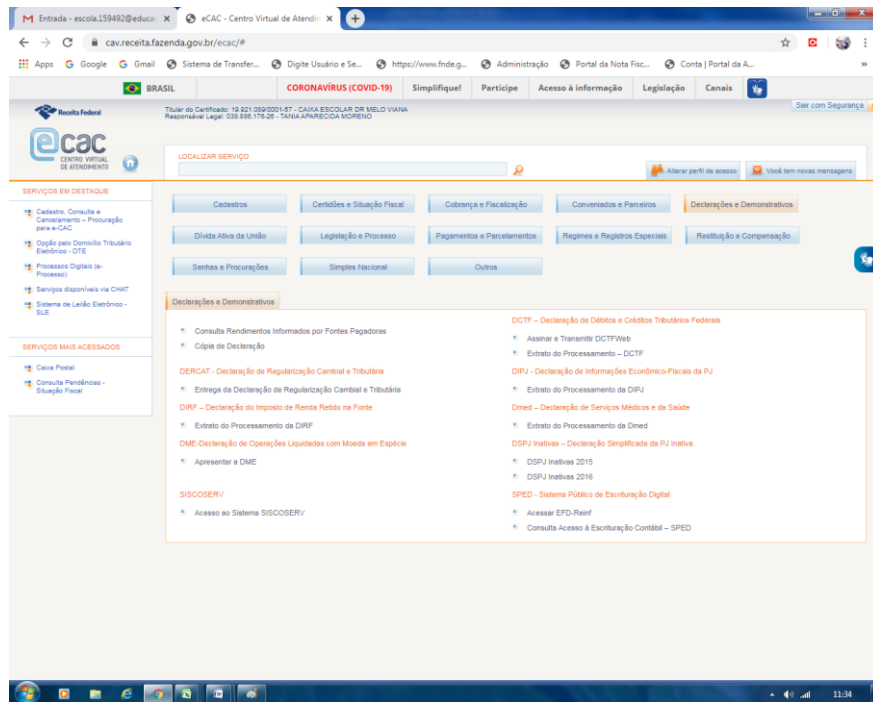 Entrada - escola.159492@educac
eCAC - Centro Virtual de Atendim
cav.receita.fazenda.gov.br/ecac/#
Apps Google Gmail Sistema de Transfer... Digite Usuário e Se... https://www.fnde.g... Administração Portal da Nota Fisc... Conta | Portal da A... »
BRASIL CORONAVÍRUS (COVID-19) Simplifique! Participe Acesso à informação Legislação Canais
Receita Federal
Titular do Certificado: 19.921.089/0001-57 - CAIXA ESCOLAR DR MELO VIANA
Responsável Legal: 038.886.176-26 - TANIA APARECIDA MORENO
Sair com Segurança
ecac
CENTRO VIRTUAL
DE ATENDIMENTO
LOCALIZAR SERVIÇO
Alterar perfil de acesso
Você tem novas mensagens
SERVIÇOS EM DESTAQUE
Cadastro, Consulta e
Cancelamento – Procuração
para e-CAC
Opção pelo Domicílio Tributário
Eletrônico - DTE
Processos Digitais (e-
Processo)
Serviços disponíveis via CHAT
Sistema de Leilão Eletrônico -
SLE
SERVIÇOS MAIS ACESSADOS
Caixa Postal
Consulta Pendências -
Situação Fiscal
Cadastros Certidões e Situação Fiscal Cobrança e Fiscalização Conveniados e Parceiros Declarações e Demonstrativos
Dívida Ativa da União Legislação e Processo Pagamentos e Parcelamentos Regimes e Registros Especiais Restituição e Compensação
Senhas e Procurações Simples Nacional Outros
Declarações e Demonstrativos
Consulta Rendimentos Informados por Fontes Pagadoras
Cópia de Declaração
DERCAT - Declaração de Regularização Cambial e Tributária
Entrega da Declaração de Regularização Cambial e Tributária
DIRF – Declaração do Imposto de Renda Retido na Fonte
Extrato do Processamento da DIRF
DME-Declaração de Operações Liquidadas com Moeda em Espécie
Apresentar a DME
SISCOSERV
Acesso ao Sistema SISCOSERV
DCTF – Declaração de Débitos e Créditos Tributários Federais
Assinar e Transmitir DCTFWeb
Extrato do Processamento – DCTF
DIPJ - Declaração de Informações Econômico-Fiscais da PJ
Extrato do Processamento da DIPJ
Dmed – Declaração de Serviços Médicos e da Saúde
Extrato do Processamento da Dmed
DSPJ Inativas – Declaração Simplificada da PJ Inativa
DSPJ Inativas 2015
DSPJ Inativas 2016
SPED - Sistema Público de Escrituração Digital
Acessar EFD-Reinf
Consulta Acesso à Escrituração Contábil – SPED
11:34